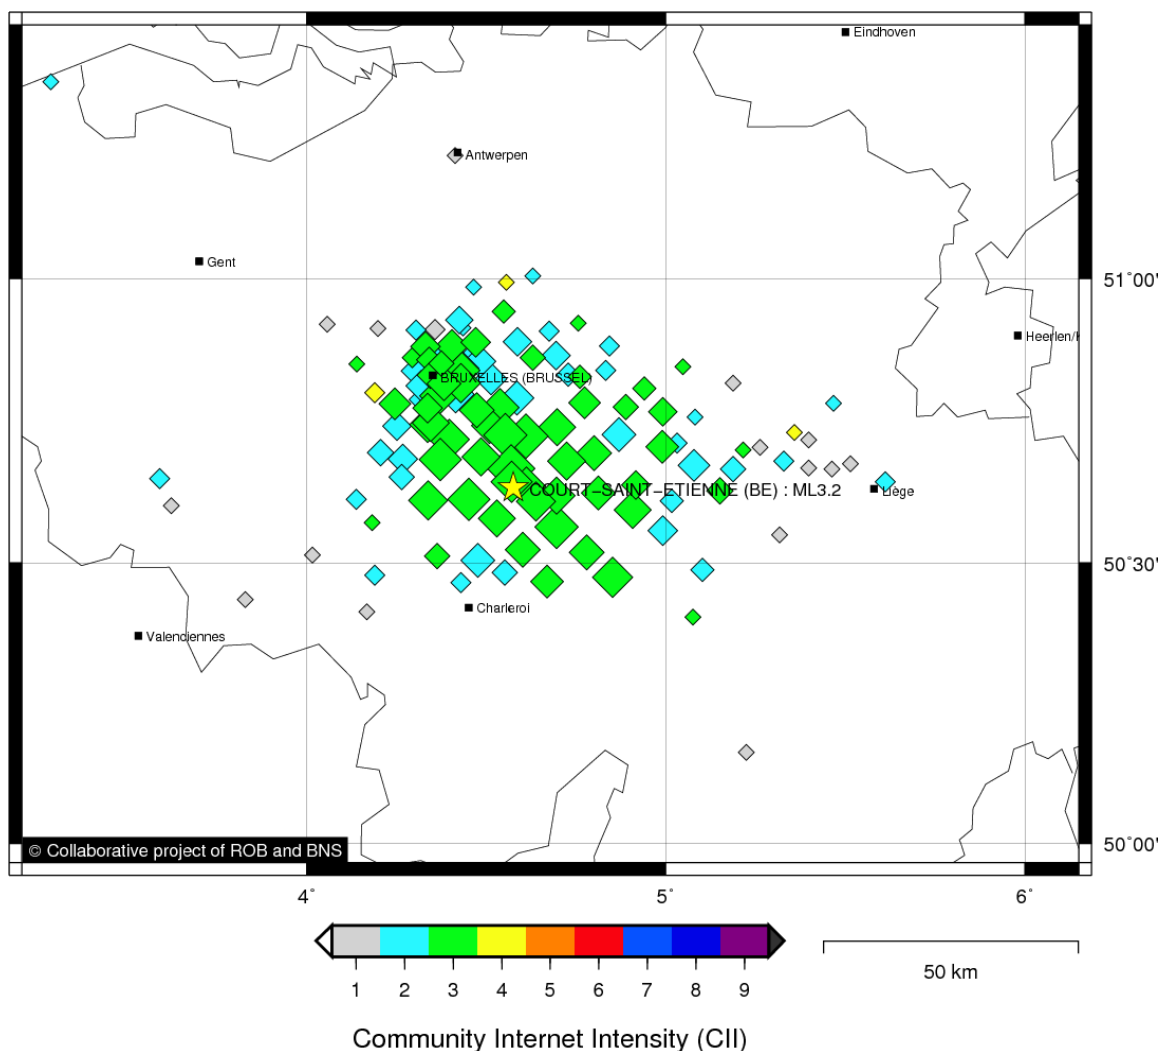 Eindhoven
Antwerpen
Gent
51°00'
Heerlen/K
BRUXELLES (BRUSSEL)
COURT-SAINT-ETIENNE (BE) : ML3.2
Liège
50°30'
Charleroi
Valenciennes
© Collaborative project of ROB and BNS
50°00'
4°
5°
6°
1 2 3 4 5 6 7 8 9
50 km
Community Internet Intensity (CII)